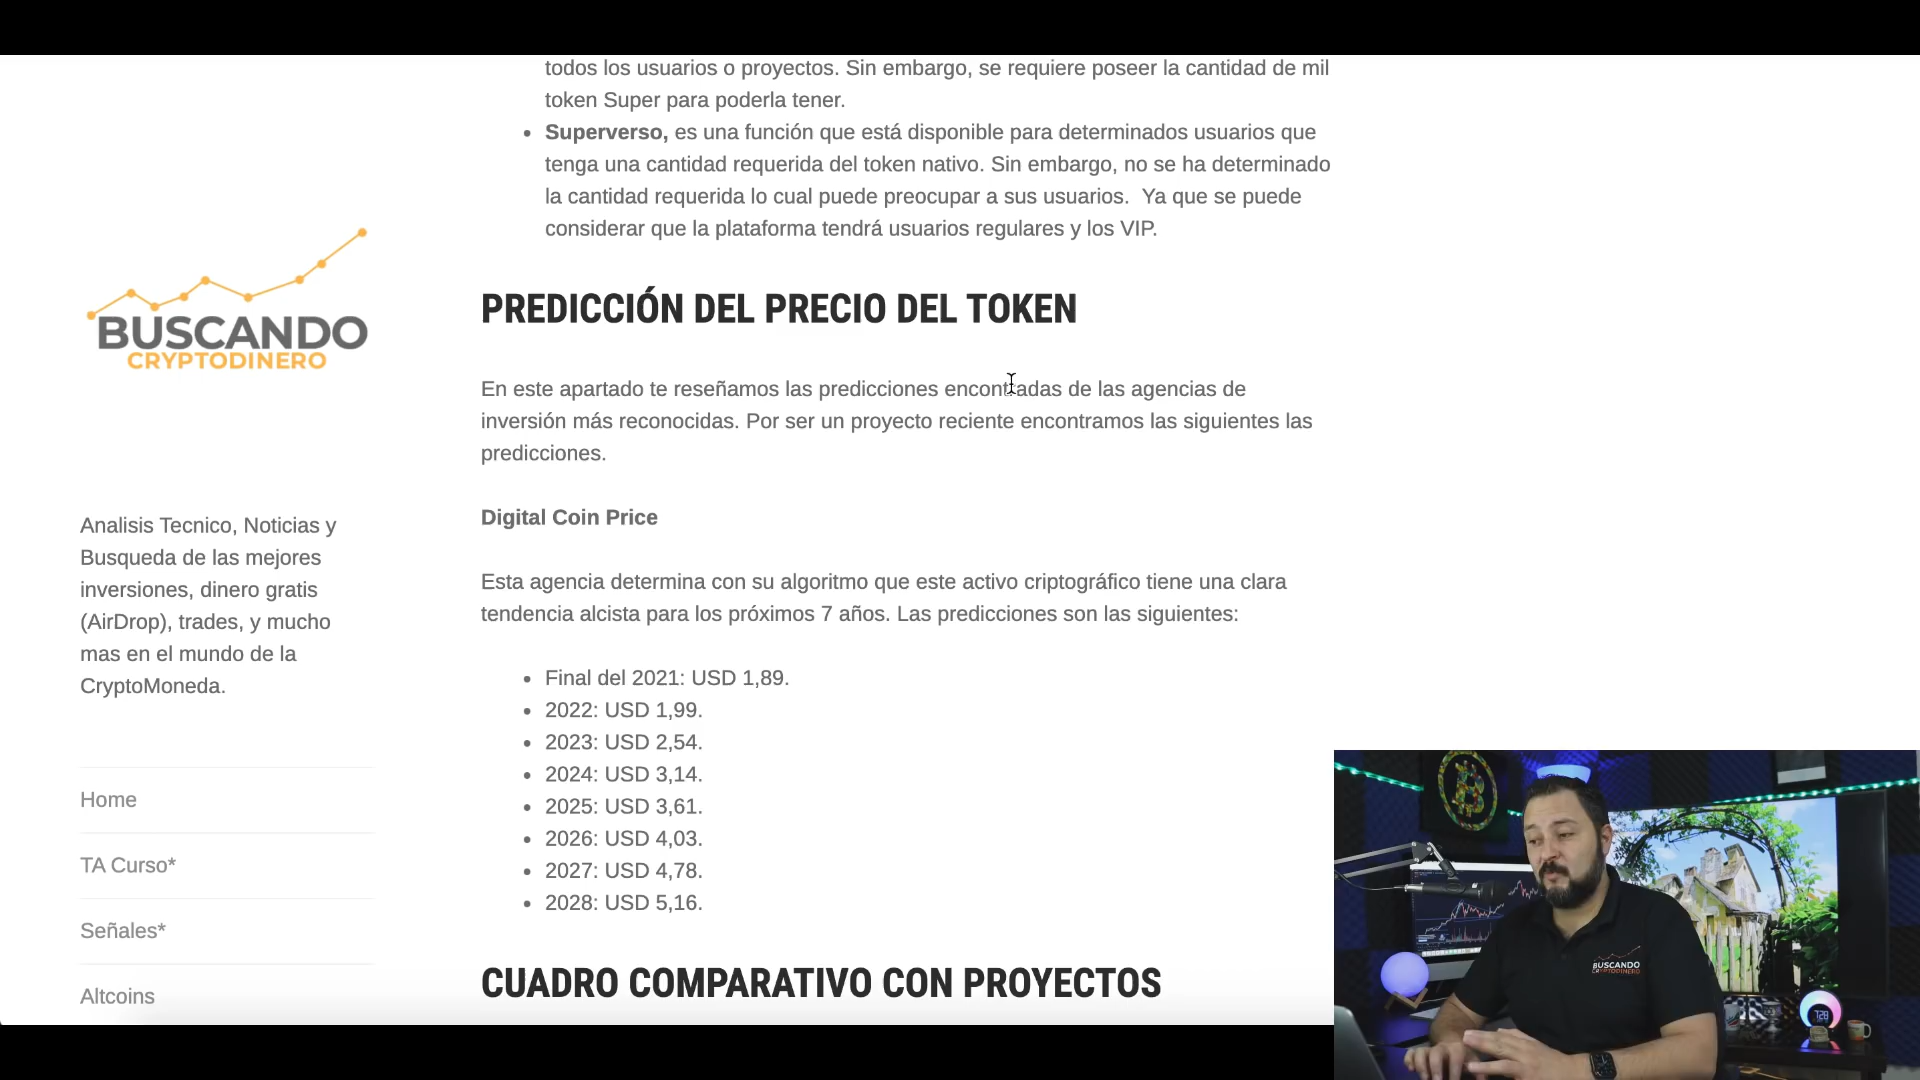 todos los usuarios o proyectos. Sin embargo, se requiere poseer la cantidad de mil
token Super para poderla tener.
Superverso, es una función que está disponible para determinados usuarios que
tenga una cantidad requerida del token nativo. Sin embargo, no se ha determinado
la cantidad requerida lo cual puede preocupar a sus usuarios. Ya que se puede
considerar que la plataforma tendrá usuarios regulares y los VIP.
PREDICCIÓN DEL PRECIO DEL TOKEN
En este apartado te reseñamos las predicciones encontradas de las agencias de
inversión más reconocidas. Por ser un proyecto reciente encontramos las siguientes las
predicciones.
Digital Coin Price
Esta agencia determina con su algoritmo que este activo criptográfico tiene una clara
tendencia alcista para los próximos 7 años. Las predicciones son las siguientes:
Final del 2021: USD 1,89.
2022: USD 1,99.
2023: USD 2,54.
2024: USD 3,14.
2025: USD 3,61.
2026: USD 4,03.
2027: USD 4,78.
2028: USD 5,16.
CUADRO COMPARATIVO CON PROYECTOS
BUSCANDO
CRYPTODINERO
Analisis Tecnico, Noticias y
Busqueda de las mejores
inversiones, dinero gratis
(AirDrop), trades, y mucho
mas en el mundo de la
CryptoMoneda.
Home
TA Curso*
Señales*
Altcoins
BUSCANDO
CRYPTODINERO